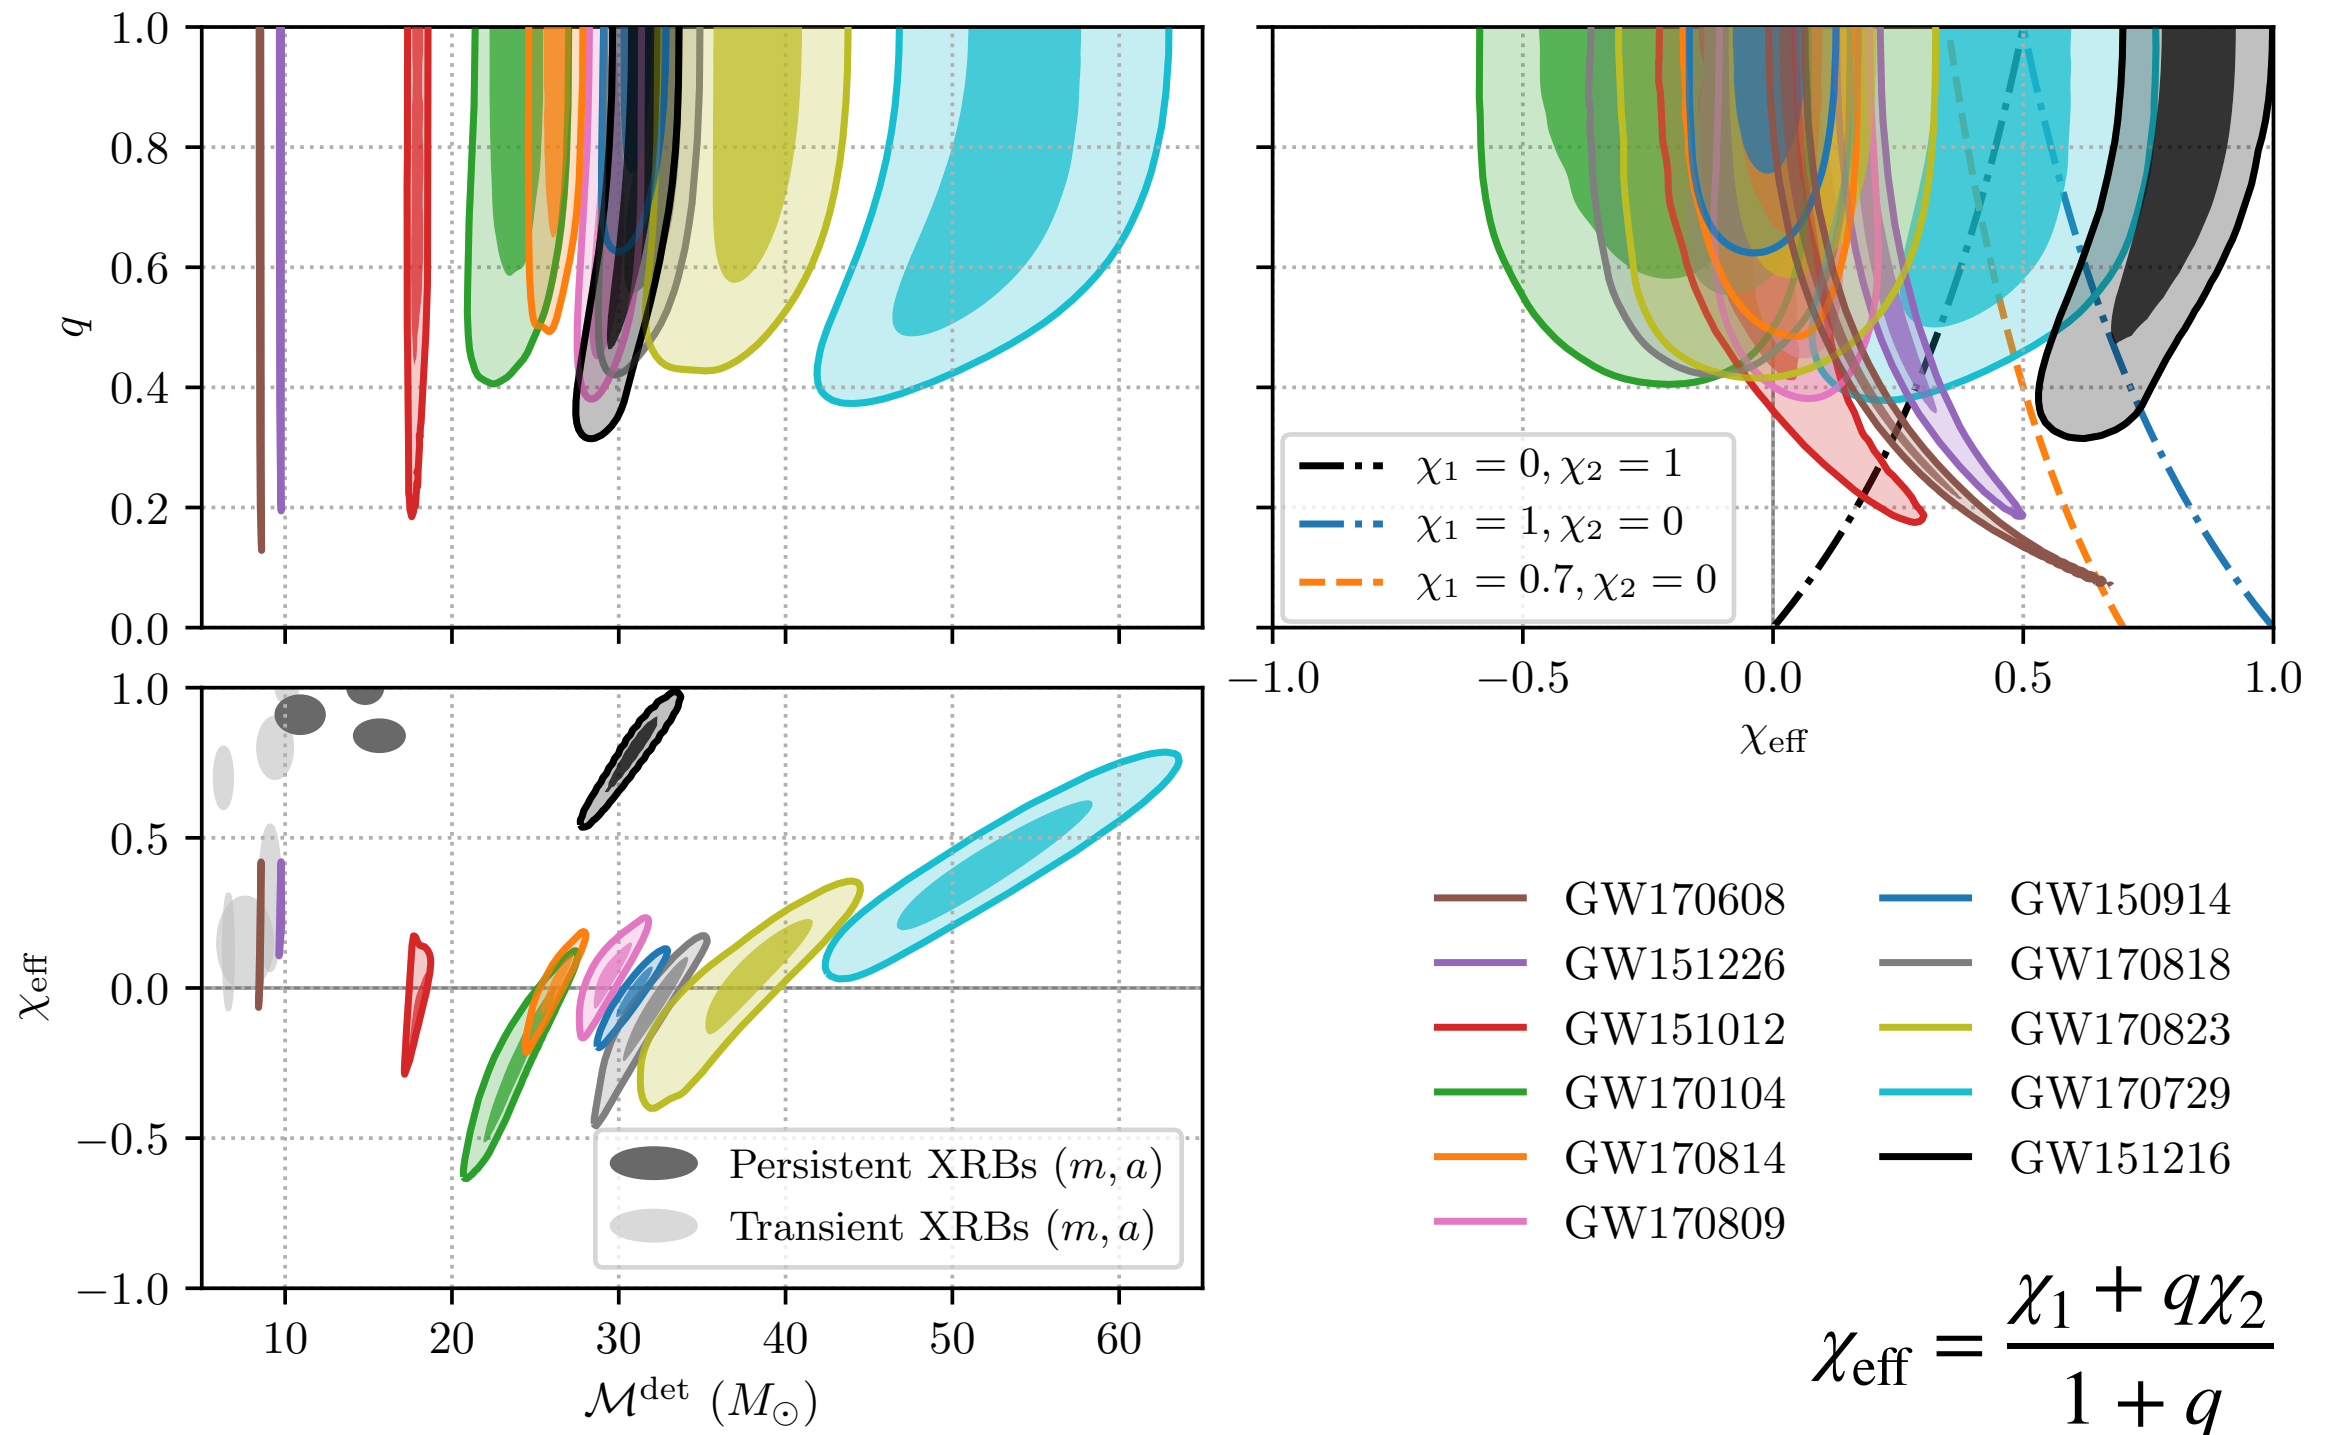 1.0
0.8
0.6
0.4
0.2
0.0
q
χ₁ = 0, χ₂ = 1
χ₁ = 1, χ₂ = 0
χ₁ = 0.7, χ₂ = 0
−1.0 −0.5 0.0 0.5 1.0
χeff
1.0
0.5
0.0
−0.5
−1.0
χeff
Persistent XRBs (m, a)
Transient XRBs (m, a)
10 20 30 40 50 60
ℳdet (M⊙)
GW170608
GW151226
GW151012
GW170104
GW170814
GW170809
GW150914
GW170818
GW170823
GW170729
GW151216
χeff = (χ₁ + qχ₂) / (1 + q)